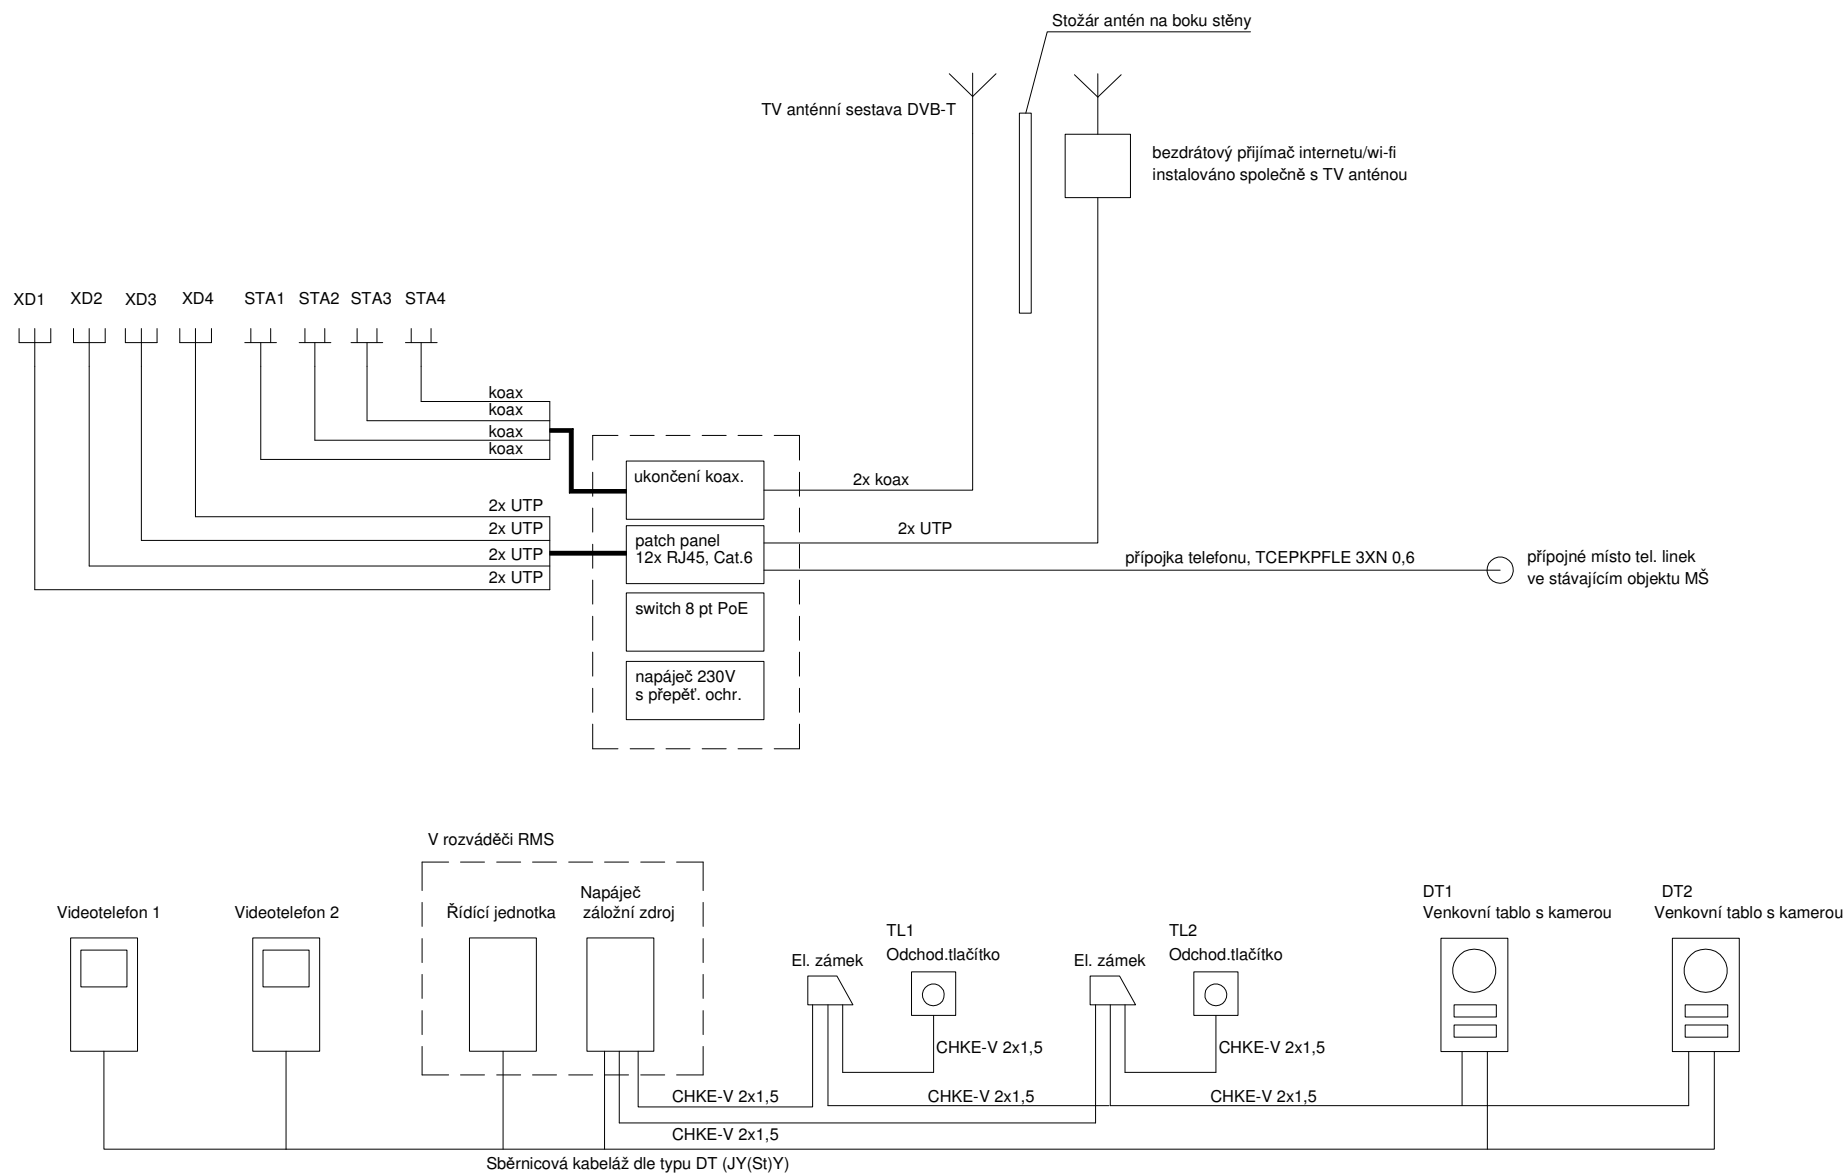 Stožár antén na boku stěny
TV anténní sestava DVB-T
bezdrátový přijímač internetu/wi-fi
instalováno společně s TV anténou
XD1
XD2
XD3
XD4
STA1
STA2
STA3
STA4
koax
koax
koax
koax
ukončení koax.
2x koax
2x UTP
2x UTP
2x UTP
2x UTP
patch panel
12x RJ45, Cat.6
2x UTP
přípojka telefonu, TCEPKPFLE 3XN 0,6
přípojné místo tel. linek
ve stávajícím objektu MŠ
switch 8 pt PoE
napáječ 230V
s přepěť. ochr.
V rozváděči RMS
Videotelefon 1
Videotelefon 2
Řídící jednotka
Napáječ
záložní zdroj
El. zámek
TL1
Odchod.tlačítko
El. zámek
TL2
Odchod.tlačítko
DT1
Venkovní tablo s kamerou
DT2
Venkovní tablo s kamerou
CHKE-V 2x1,5
CHKE-V 2x1,5
CHKE-V 2x1,5
CHKE-V 2x1,5
CHKE-V 2x1,5
CHKE-V 2x1,5
Sběrnicová kabeláž dle typu DT (JY(St)Y)